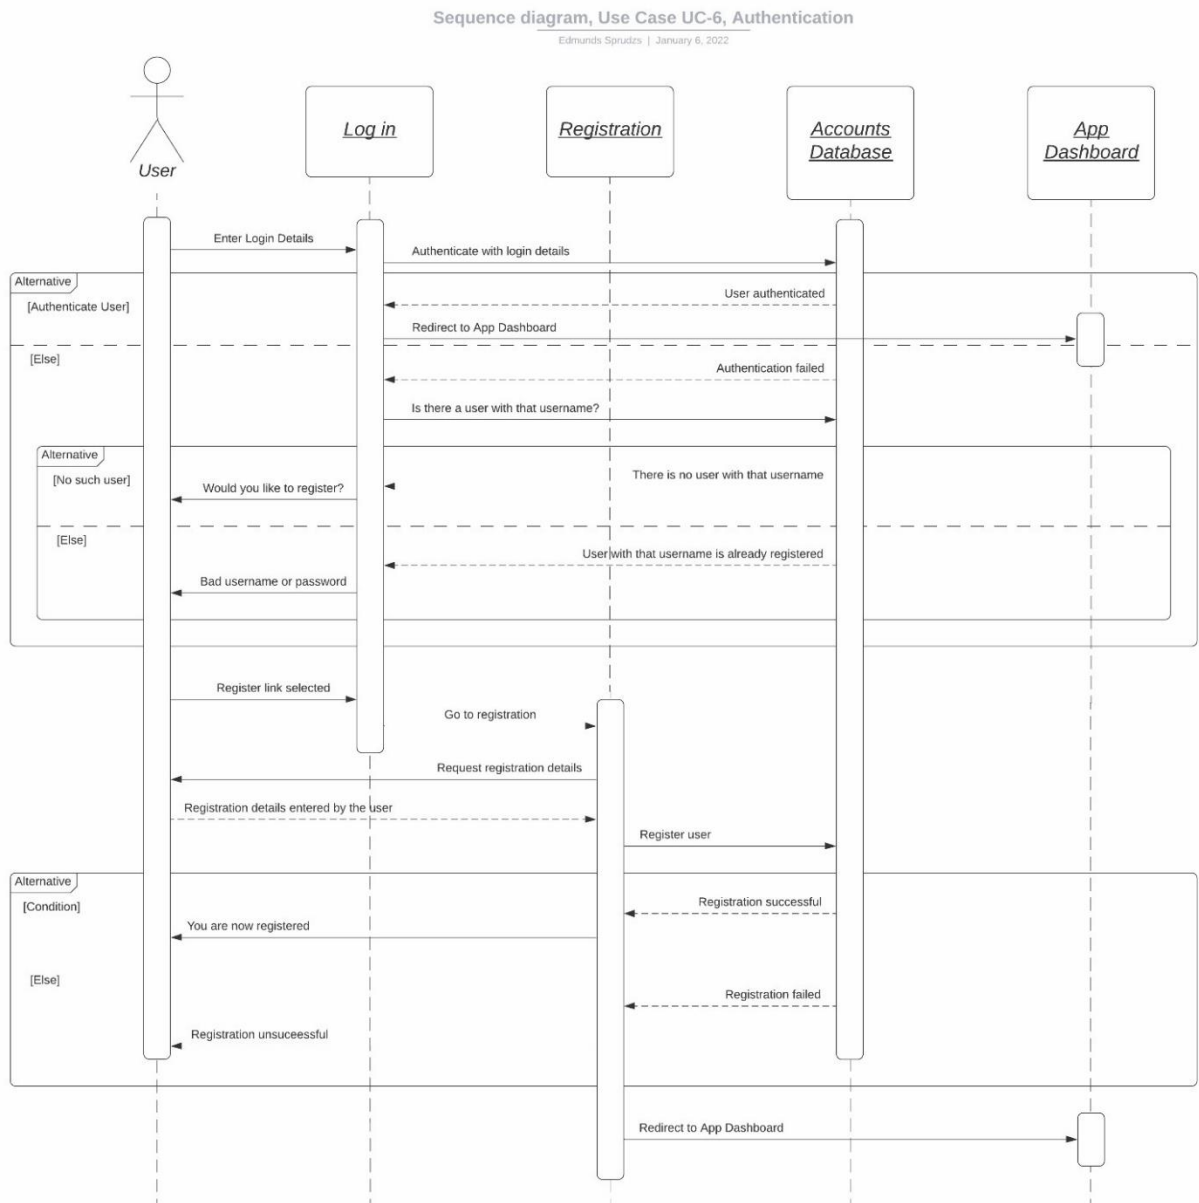 Sequence diagram, Use Case UC-6, Authentication
Edmunds Sprudzs | January 6, 2022
User
Log in
Registration
Accounts
Database
App
Dashboard
Enter Login Details
Authenticate with login details
Alternative
[Authenticate User]
User authenticated
Redirect to App Dashboard
[Else]
Authentication failed
Is there a user with that username?
Alternative
[No such user]
There is no user with that username
Would you like to register?
[Else]
User with that username is already registered
Bad username or password
Register link selected
Go to registration
Request registration details
Registration details entered by the user
Register user
Alternative
[Condition]
Registration successful
You are now registered
[Else]
Registration failed
Registration unsuceessful
Redirect to App Dashboard